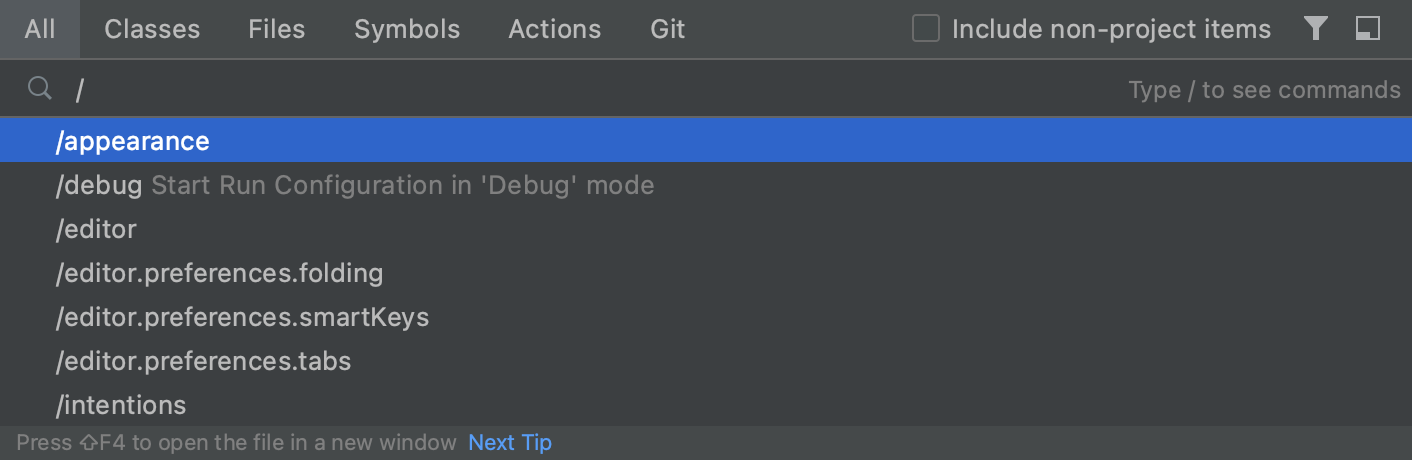 All Classes Files Symbols Actions Git Include non-project items
/ Type / to see commands
/appearance
/debug Start Run Configuration in 'Debug' mode
/editor
/editor.preferences.folding
/editor.preferences.smartKeys
/editor.preferences.tabs
/intentions
Press ⇧F4 to open the file in a new window Next Tip